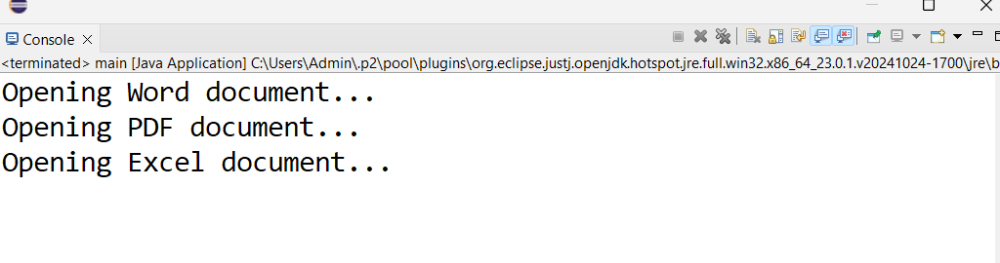 Console
<terminated> main [Java Application] C:\Users\Admin\.p2\pool\plugins\org.eclipse.justj.openjdk.hotspot.jre.full.win32.x86_64_23.0.1.v20241024-1700\jre\b
Opening Word document...
Opening PDF document...
Opening Excel document...